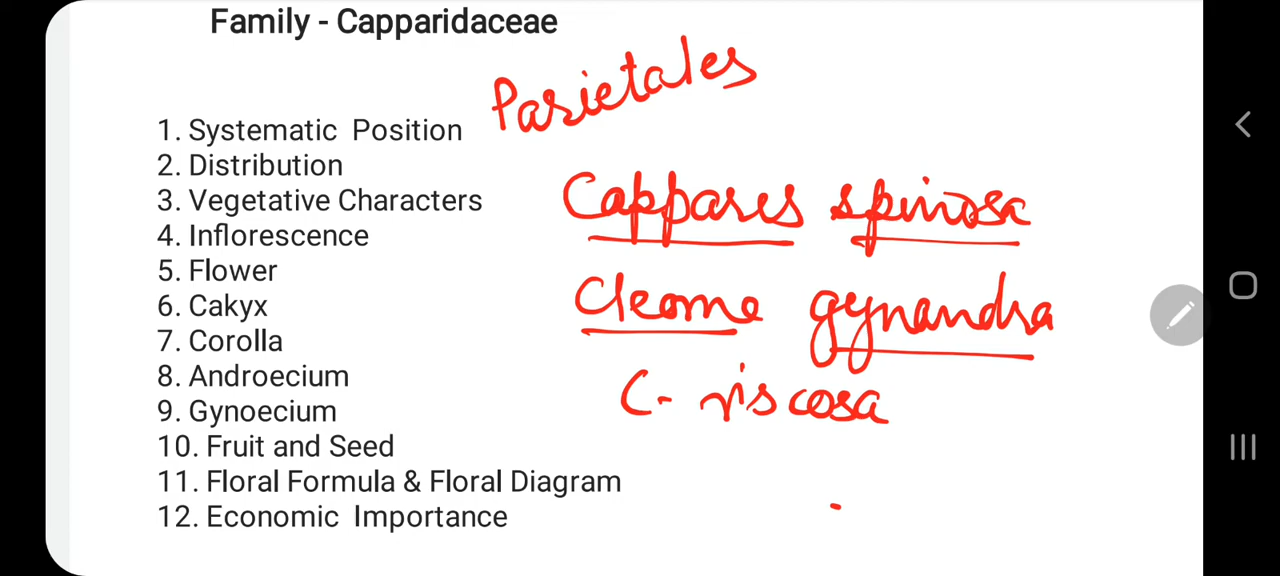 Family - Capparidaceae
Parietales
1. Systematic Position
2. Distribution
3. Vegetative Characters
4. Inflorescence
5. Flower
6. Cakyx
7. Corolla
8. Androecium
9. Gynoecium
10. Fruit and Seed
11. Floral Formula & Floral Diagram
12. Economic Importance
Cappares spinosa
Cleome gynandra
C. viscosa